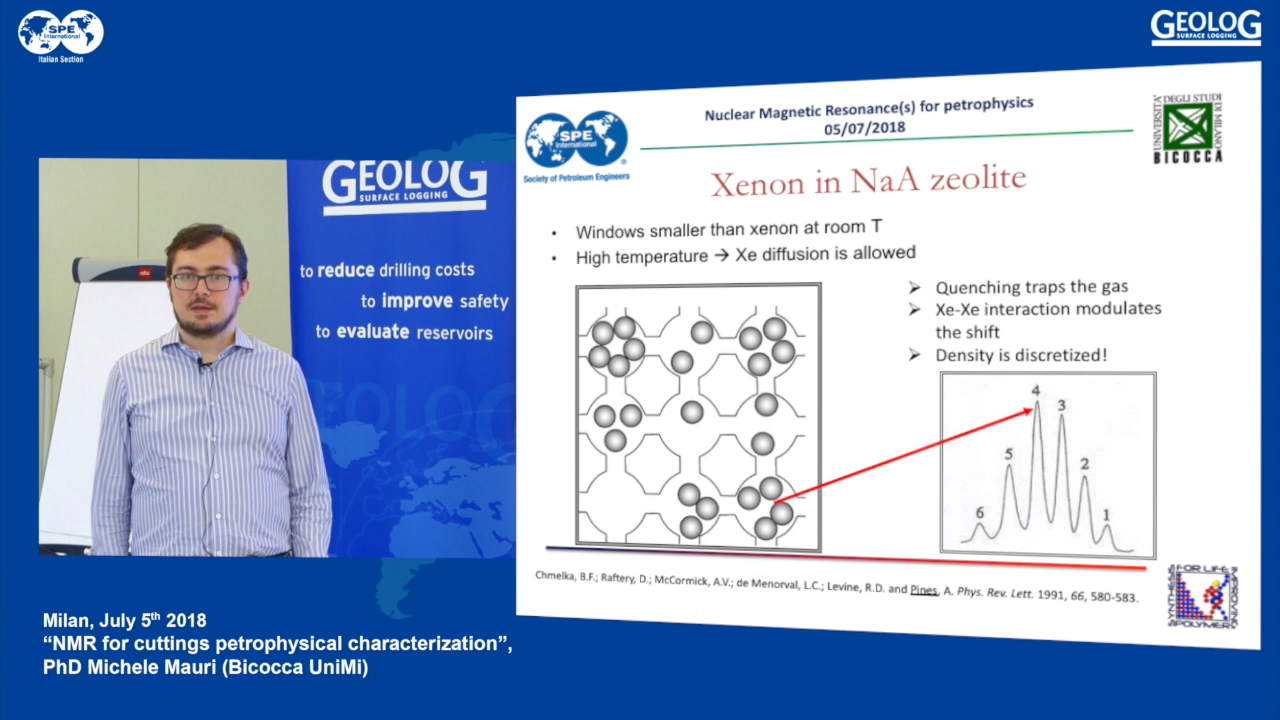 SPE
International
Italian Section
GEOLOG
SURFACE LOGGING
GEOLOG
SURFACE LOGGING
to reduce drilling costs
to improve safety
to evaluate reservoirs
Milan, July 5th 2018
“NMR for cuttings petrophysical characterization”,
PhD Michele Mauri (Bicocca UniMi)
SPE
International
Society of Petroleum Engineers
Nuclear Magnetic Resonance(s) for petrophysics
05/07/2018
UNIVERSITA' DEGLI STUDI DI MILANO
BICOCCA
Xenon in NaA zeolite
• Windows smaller than xenon at room T
• High temperature → Xe diffusion is allowed
➢ Quenching traps the gas
➢ Xe-Xe interaction modulates
the shift
➢ Density is discretized!
6
5
4
3
2
1
Chmelka, B.F.; Raftery, D.; McCormick, A.V.; de Menorval, L.C.; Levine, R.D. and Pines, A. Phys. Rev. Lett. 1991, 66, 580-583.